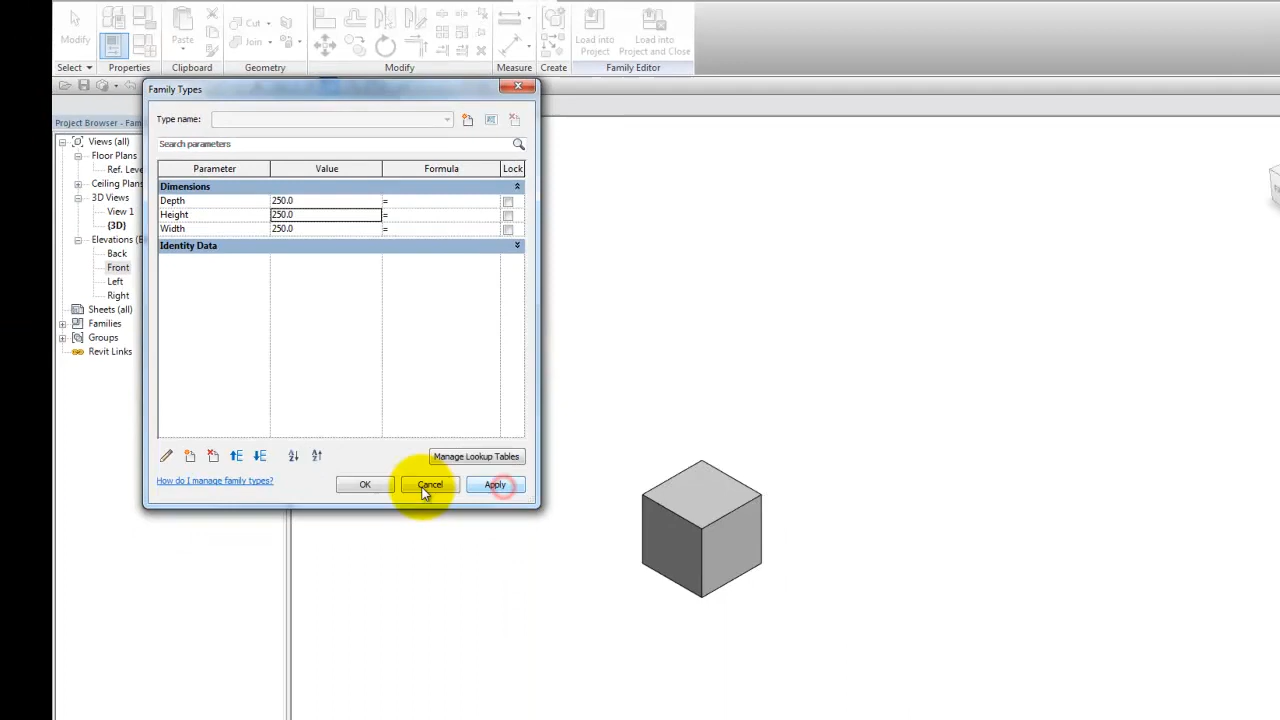 Modify
Paste
Cut
Join
Load into
Project
Load into
Project and Close
Select
Properties
Clipboard
Geometry
Modify
Measure
Create
Family Editor
Family Types
Type name:
Search parameters
Parameter Value Formula Lock
Dimensions
Depth 250.0 =
Height 250.0 =
Width 250.0 =
Identity Data
Manage Lookup Tables
How do I manage family types?
OK Cancel Apply
Project Browser - Fam
Views (all)
Floor Plans
Ref. Leve
Ceiling Plans
3D Views
View 1
(3D)
Elevations (E
Back
Front
Left
Right
Sheets (all)
Families
Groups
Revit Links